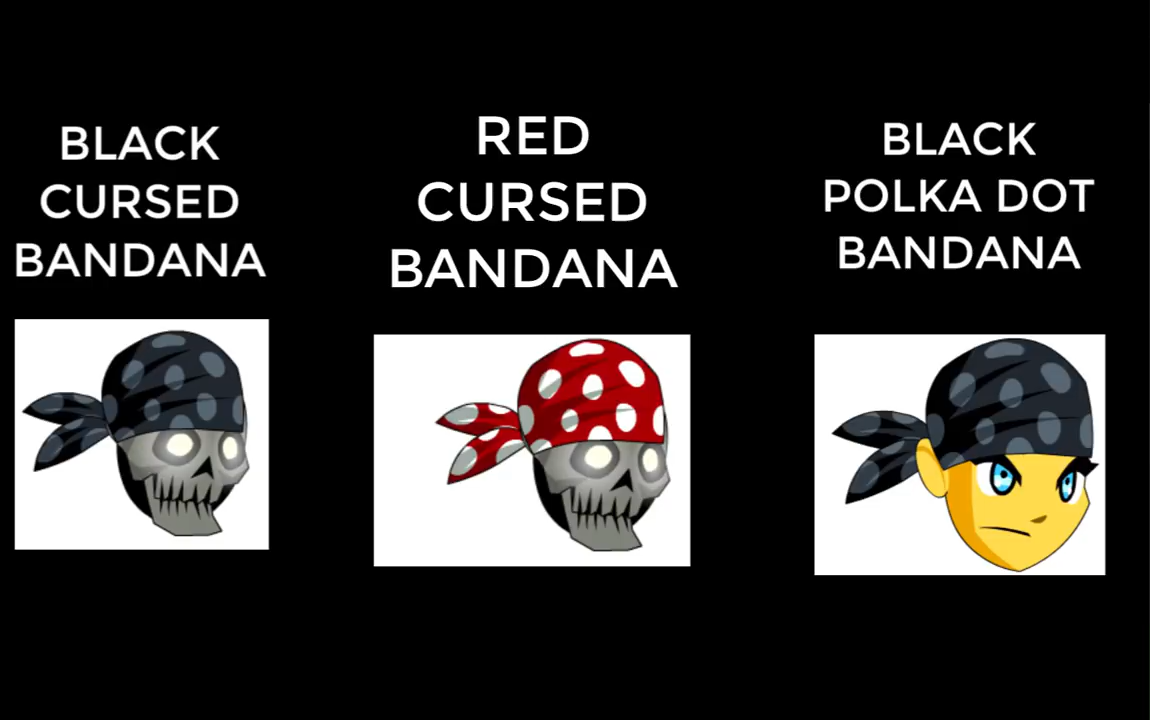 BLACK
CURSED
BANDANA
RED
CURSED
BANDANA
BLACK
POLKA DOT
BANDANA